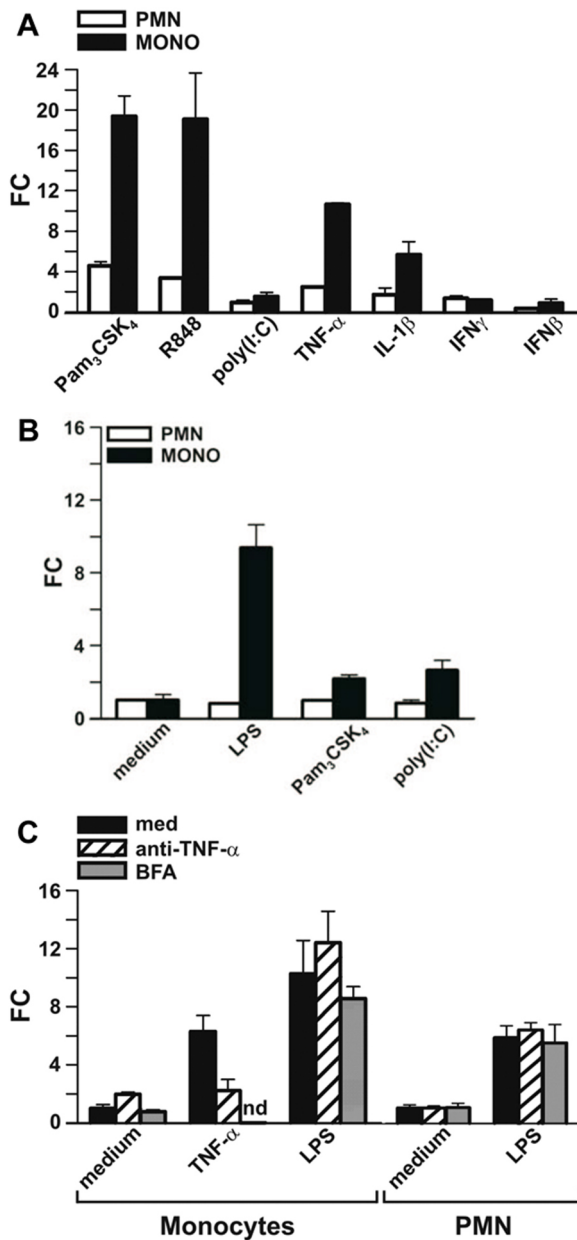 A
PMN
MONO
24
20
16
12
8
4
0
FC
Pam₃CSK₄
R848
poly(I:C)
TNF-α
IL-1β
IFNγ
IFNβ
B
PMN
MONO
16
12
8
4
0
FC
medium
LPS
Pam₃CSK₄
poly(I:C)
C
med
anti-TNF-α
BFA
16
12
8
4
0
FC
nd
medium
TNF-α
LPS
medium
LPS
Monocytes
PMN